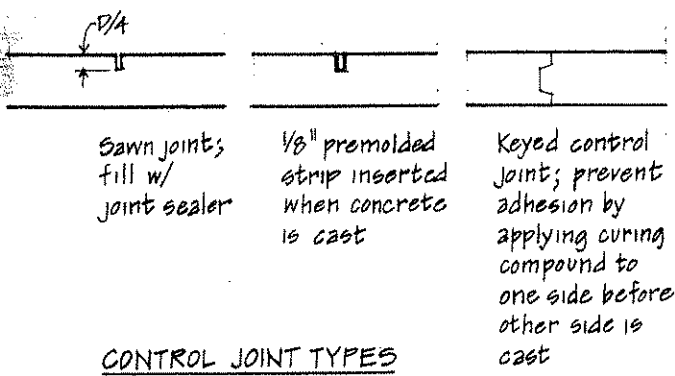 D/4
Sawn joint;
fill w/
joint sealer
1/8" premolded
strip inserted
when concrete
is cast
Keyed control
joint; prevent
adhesion by
applying curing
compound to
one side before
other side is
cast
CONTROL JOINT TYPES